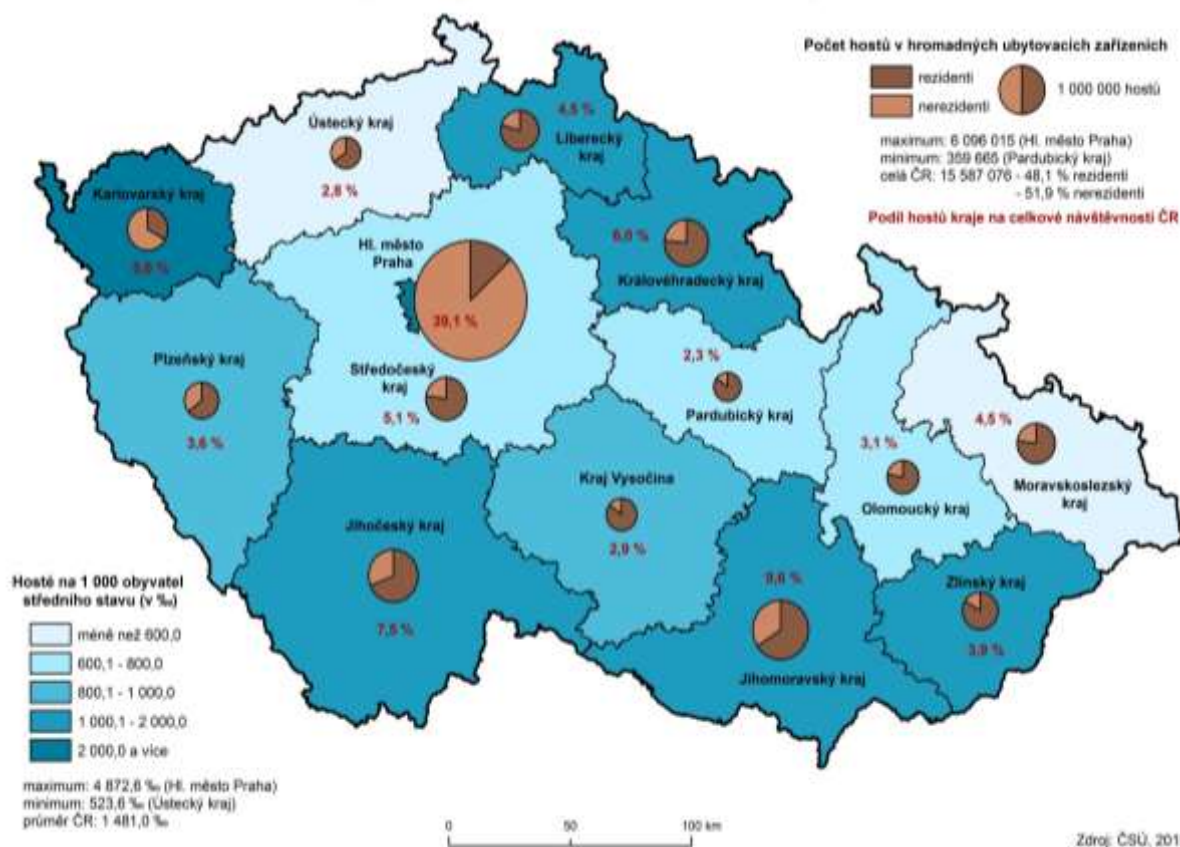 Počet hostů v hromadných ubytovacích zařízeních
rezidenti
nerezidenti
1 000 000 hostů
maximum: 6 096 015 (Hl. město Praha)
minimum: 359 665 (Pardubický kraj)
celá ČR: 15 587 076 - 48,1 % rezidenti
- 51,9 % nerezidenti
Podíl hostů kraje na celkové návštěvnosti ČR
Ústecký kraj
2,8 %
4,5 %
Liberecký
kraj
Karlovarský kraj
Hl. město
Praha
39,1 %
6,0 %
Královéhradecký kraj
Plzeňský kraj
3,6 %
Středočeský
kraj
5,1 %
2,3 %
Pardubický kraj
3,1 %
Olomoucký kraj
4,5 %
Moravskoslezský
kraj
Kraj Vysočina
2,9 %
Jihočeský kraj
7,5 %
Jihomoravský kraj
Zlínský kraj
3,9 %
Hosté na 1 000 obyvatel
středního stavu (v ‰)
méně než 600,0
600,1 - 800,0
800,1 - 1 000,0
1 000,1 - 2 000,0
2 000,0 a více
maximum: 4 872,6 ‰ (Hl. město Praha)
minimum: 523,6 ‰ (Ústecký kraj)
průměr ČR: 1 481,0 ‰
0 50 100 km
Zdroj: ČSÚ, 201